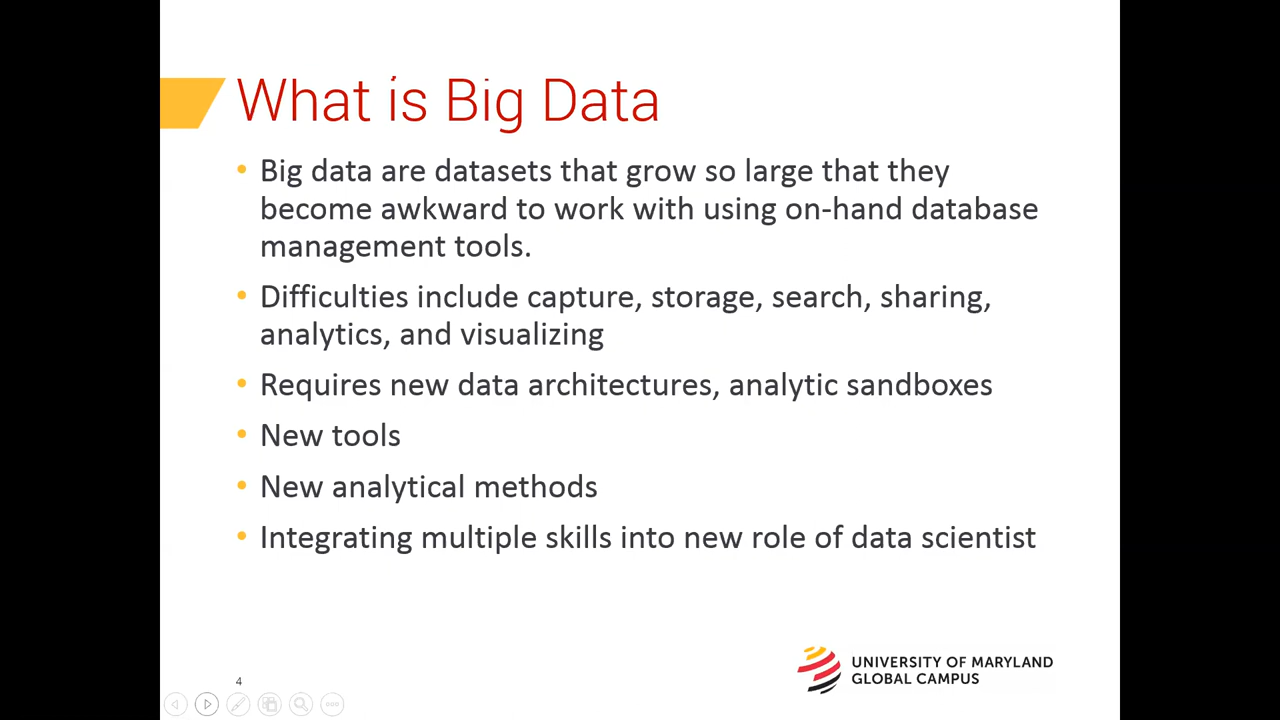 What is Big Data
• Big data are datasets that grow so large that they
become awkward to work with using on-hand database
management tools.
• Difficulties include capture, storage, search, sharing,
analytics, and visualizing
• Requires new data architectures, analytic sandboxes
• New tools
• New analytical methods
• Integrating multiple skills into new role of data scientist
UNIVERSITY OF MARYLAND
GLOBAL CAMPUS
4